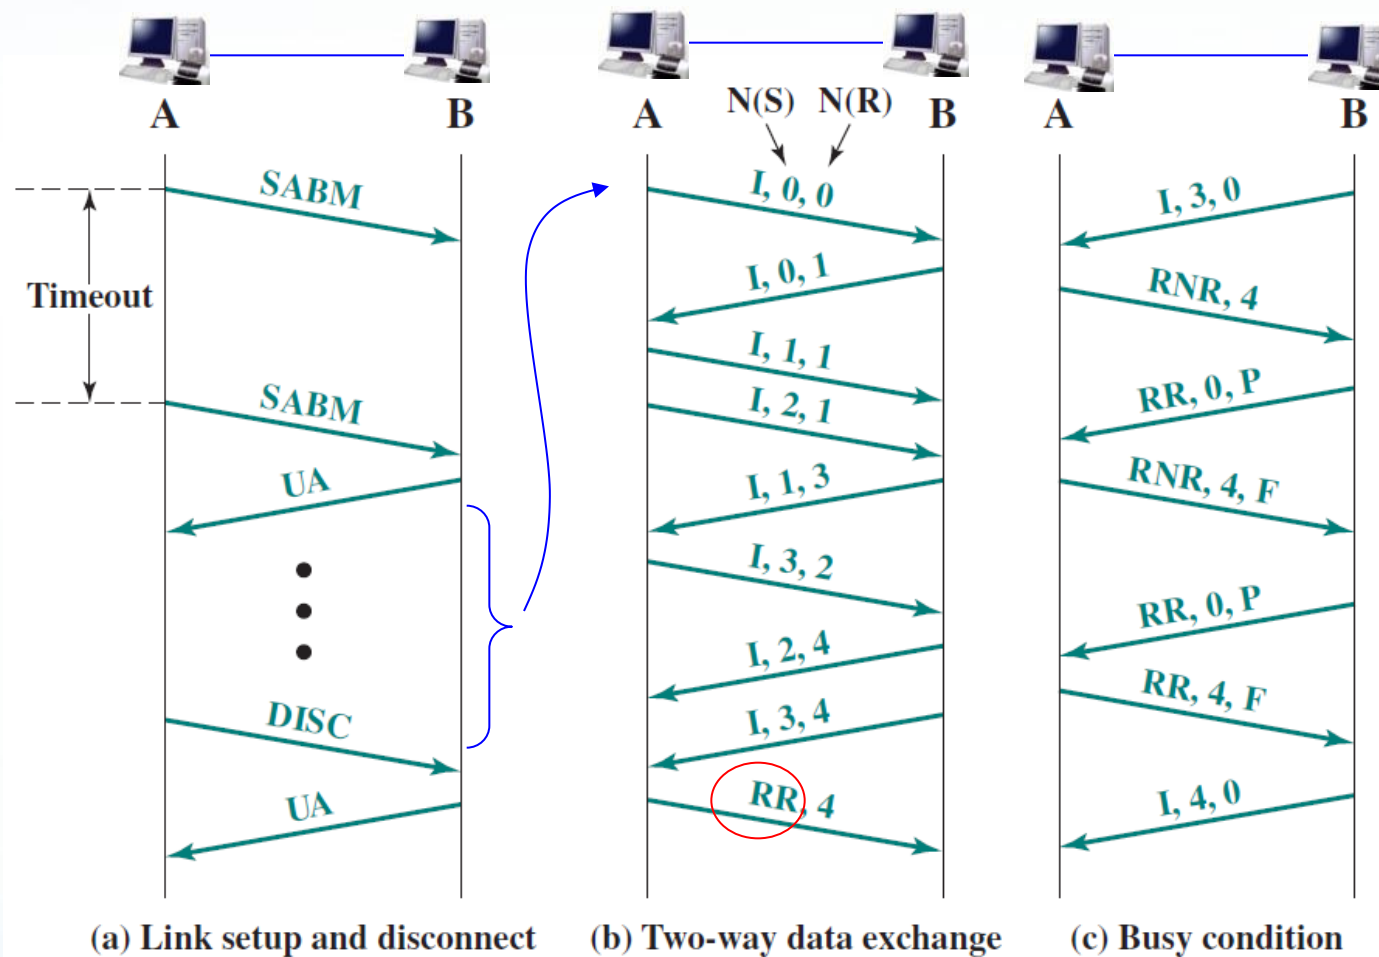 A
B
SABM
Timeout
SABM
UA
DISC
UA
(a) Link setup and disconnect
A
N(S) N(R)
B
I, 0, 0
I, 0, 1
I, 1, 1
I, 2, 1
I, 1, 3
I, 3, 2
I, 2, 4
I, 3, 4
RR, 4
(b) Two-way data exchange
A
B
I, 3, 0
RNR, 4
RR, 0, P
RNR, 4, F
RR, 0, P
RR, 4, F
I, 4, 0
(c) Busy condition